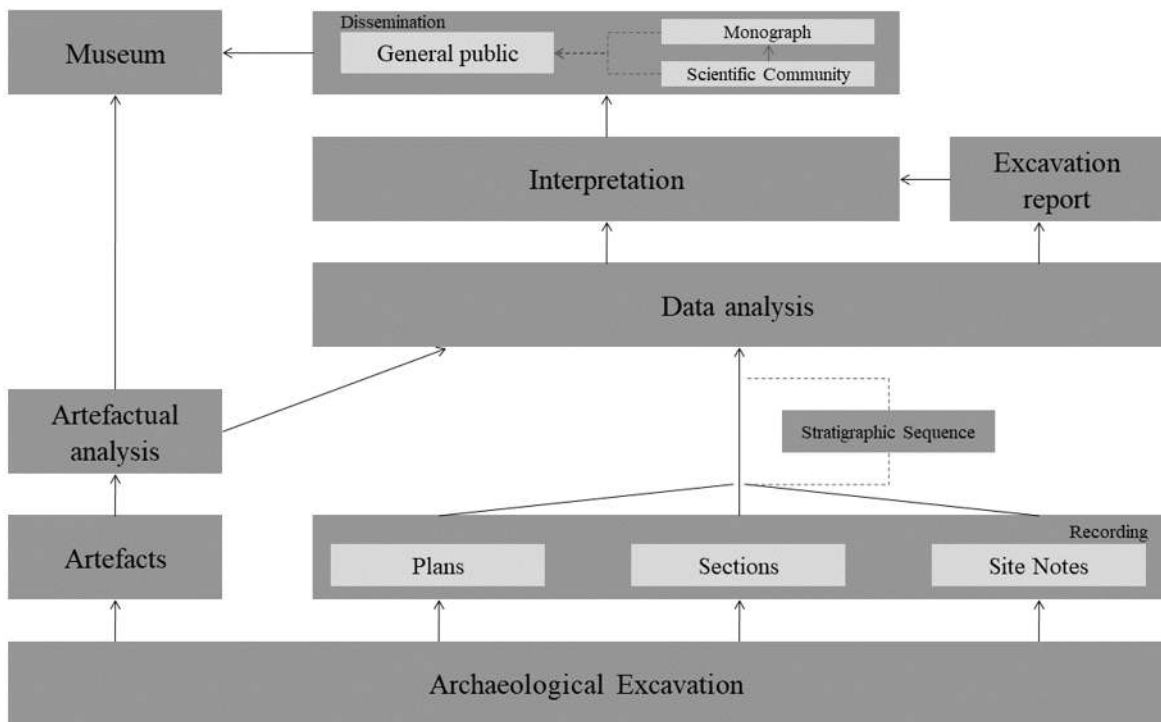 Dissemination
Museum
General public
Monograph
Scientific Community
Interpretation
Excavation
report
Data analysis
Artefactual
analysis
Stratigraphic Sequence
Recording
Artefacts
Plans
Sections
Site Notes
Archaeological Excavation